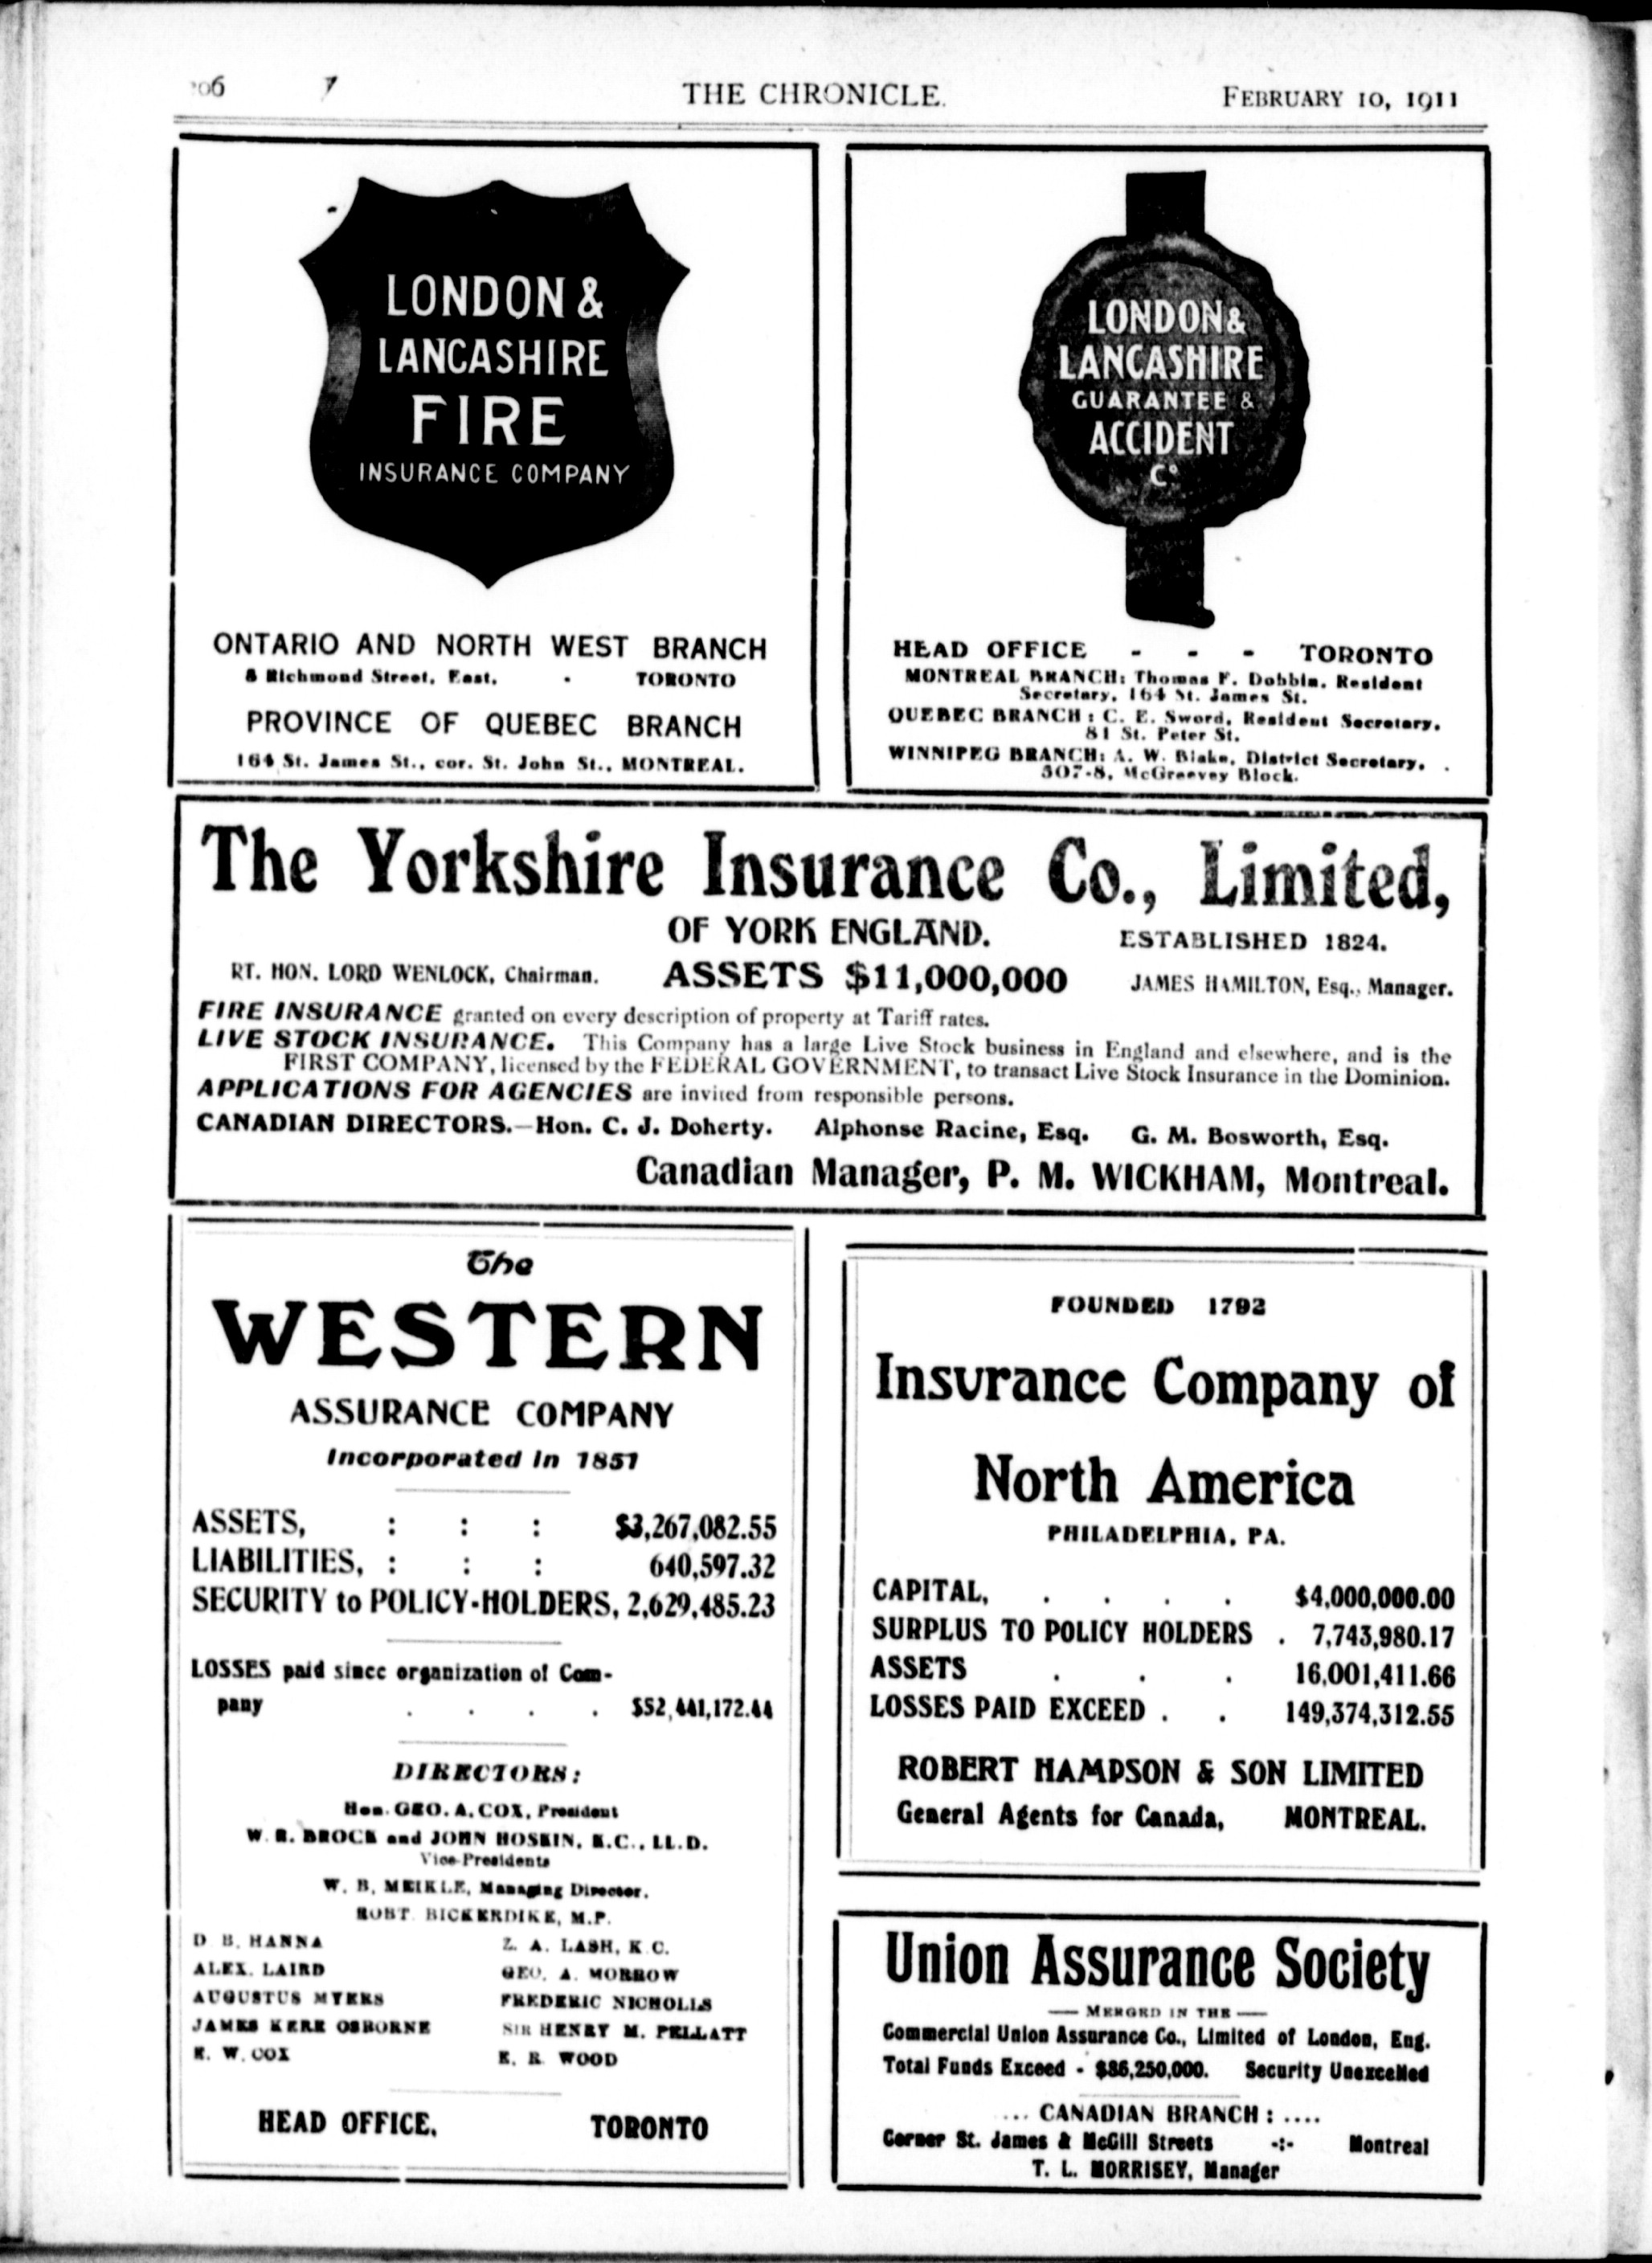 206
THE CHRONICLE.
FEBRUARY 10, 1911
LONDON &
LANCASHIRE
FIRE
INSURANCE COMPANY
ONTARIO AND NORTH WEST BRANCH
8 Richmond Street, East. - TORONTO
PROVINCE OF QUEBEC BRANCH
164 St. James St., cor. St. John St., MONTREAL.
LONDON &
LANCASHIRE
GUARANTEE &
ACCIDENT
Co
HEAD OFFICE - - - TORONTO
MONTREAL BRANCH: Thomas F. Dobbin, Resident
Secretary, 164 St. James St.
QUEBEC BRANCH: C. E. Sword, Resident Secretary,
81 St. Peter St.
WINNIPEG BRANCH: A. W. Blake, District Secretary,
507-8, McGreevey Block.
The Yorkshire Insurance Co., Limited,
OF YORK ENGLAND.
ESTABLISHED 1824.
RT. HON. LORD WENLOCK, Chairman. ASSETS $11,000,000 JAMES HAMILTON, Esq., Manager.
FIRE INSURANCE granted on every description of property at Tariff rates.
LIVE STOCK INSURANCE. This Company has a large Live Stock business in England and elsewhere, and is the
FIRST COMPANY, licensed by the FEDERAL GOVERNMENT, to transact Live Stock Insurance in the Dominion.
APPLICATIONS FOR AGENCIES are invited from responsible persons.
CANADIAN DIRECTORS.—Hon. C. J. Doherty. Alphonse Racine, Esq. G. M. Bosworth, Esq.
Canadian Manager, P. M. WICKHAM, Montreal.
The
WESTERN
ASSURANCE COMPANY
Incorporated in 1851
ASSETS, : : : $3,267,082.55
LIABILITIES, : : : 640,597.32
SECURITY to POLICY-HOLDERS, 2,629,485.23
LOSSES paid since organization of Com-
pany . . . . $52,441,172.44
DIRECTORS:
Hon. GEO. A. COX, President
W. R. BROCK and JOHN HOSKIN, K.C., LL.D.
Vice-Presidents
W. B. MEIKLE, Managing Director.
ROBT. BICKERDIKE, M.P.
D. B. HANNA Z. A. LASH, K.C.
ALEX. LAIRD GEO. A. MORROW
AUGUSTUS MYERS FREDERIC NICHOLLS
JAMES KERR OSBORNE SIR HENRY M. PELLATT
E. W. COX E. R. WOOD
HEAD OFFICE, TORONTO
FOUNDED 1792
Insurance Company of
North America
PHILADELPHIA, PA.
CAPITAL, . . . . $4,000,000.00
SURPLUS TO POLICY HOLDERS . 7,743,980.17
ASSETS . . . 16,001,411.66
LOSSES PAID EXCEED . . 149,374,312.55
ROBERT HAMPSON & SON LIMITED
General Agents for Canada, MONTREAL.
Union Assurance Society
— MERGED IN THE —
Commercial Union Assurance Co., Limited of London, Eng.
Total Funds Exceed - $86,250,000. Security Unexcelled
... CANADIAN BRANCH: ....
Corner St. James & McGill Streets -:- Montreal
T. L. MORRISEY, Manager